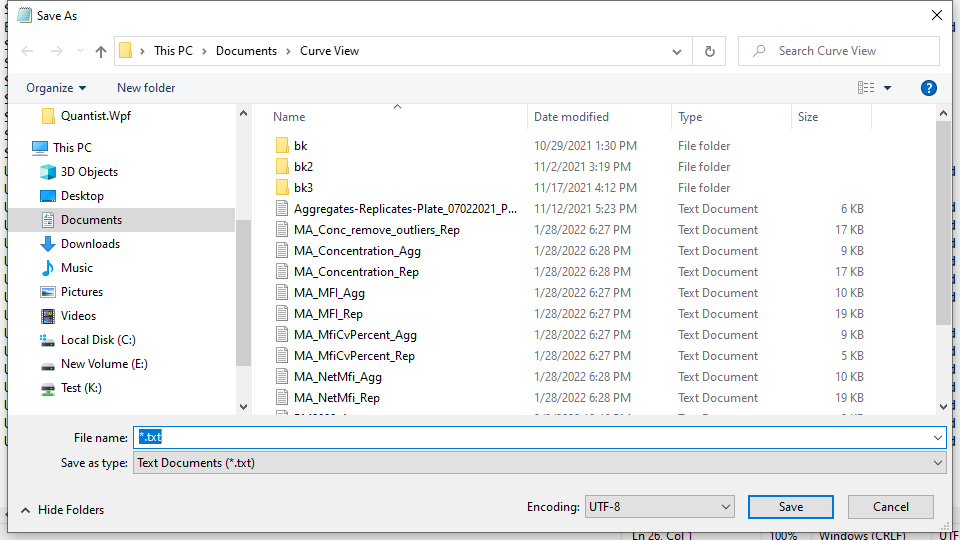 Save As
This PC > Documents > Curve View
Search Curve View
Organize
New folder
?
Quantist.Wpf
This PC
3D Objects
Desktop
Documents
Downloads
Music
Pictures
Videos
Local Disk (C:)
New Volume (E:)
Test (K:)
Name Date modified Type Size
bk 10/29/2021 1:30 PM File folder
bk2 11/2/2021 3:19 PM File folder
bk3 11/17/2021 4:12 PM File folder
Aggregates-Replicates-Plate_07022021_P... 11/12/2021 5:23 PM Text Document 6 KB
MA_Conc_remove_outliers_Rep 1/28/2022 6:27 PM Text Document 17 KB
MA_Concentration_Agg 1/28/2022 6:28 PM Text Document 9 KB
MA_Concentration_Rep 1/28/2022 6:27 PM Text Document 17 KB
MA_MFI_Agg 1/28/2022 6:27 PM Text Document 10 KB
MA_MFI_Rep 1/28/2022 6:27 PM Text Document 19 KB
MA_MfiCvPercent_Agg 1/28/2022 6:27 PM Text Document 9 KB
MA_MfiCvPercent_Rep 1/28/2022 6:27 PM Text Document 5 KB
MA_NetMfi_Agg 1/28/2022 6:28 PM Text Document 10 KB
MA_NetMfi_Rep 1/28/2022 6:27 PM Text Document 19 KB
File name: *.txt
Save as type: Text Documents (*.txt)
Hide Folders
Encoding: UTF-8
Save
Cancel
Ln 26, Col 1 100% Windows (CRLF) UTF